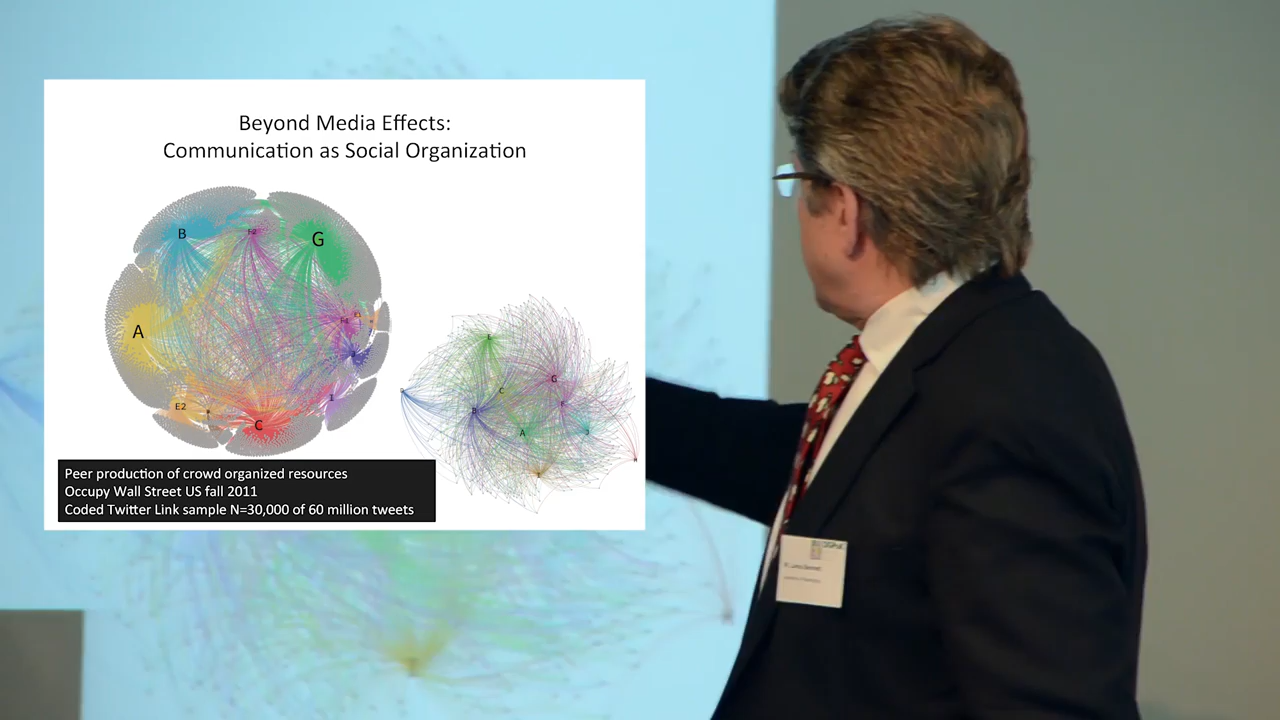 Beyond Media Effects:
Communication as Social Organization
B
G
A
E2
C
I
G
C
B
A
F
Peer production of crowd organized resources
Occupy Wall Street US fall 2011
Coded Twitter Link sample N=30,000 of 60 million tweets